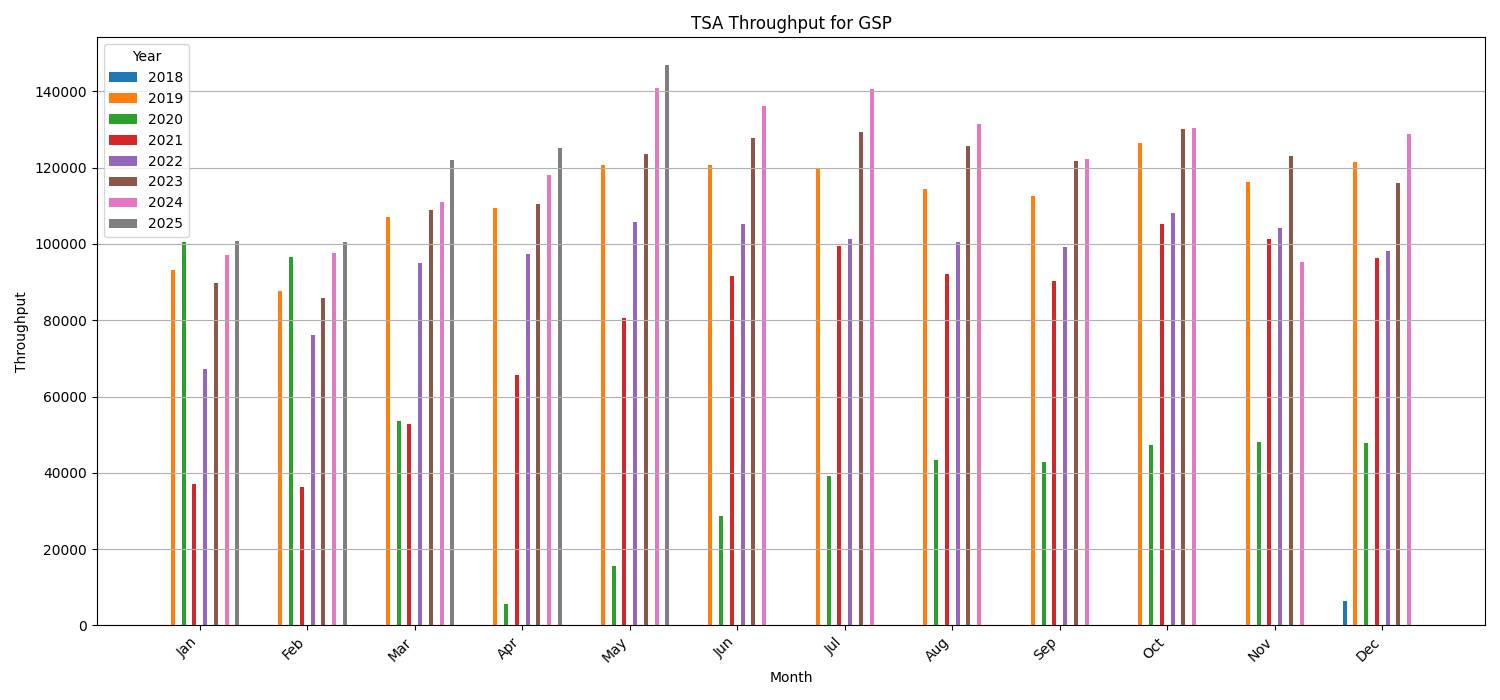 TSA Throughput for GSP
Year
2018
2019
2020
2021
2022
2023
2024
2025
Throughput
140000
120000
100000
80000
60000
40000
20000
0
Jan
Feb
Mar
Apr
May
Jun
Jul
Aug
Sep
Oct
Nov
Dec
Month